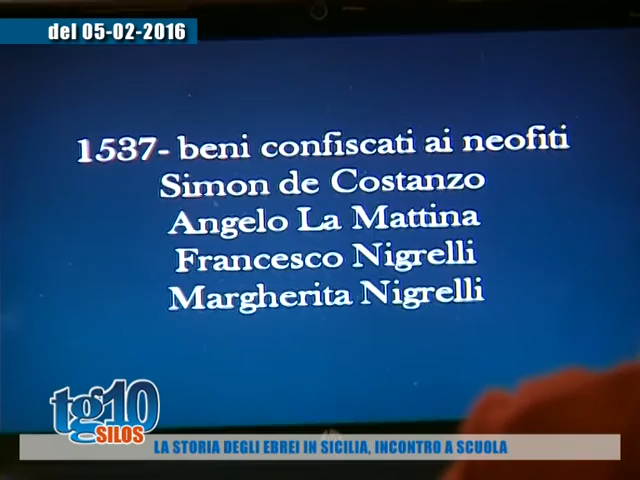 del 05-02-2016
1537- beni confiscati ai neofiti
Simon de Costanzo
Angelo La Mattina
Francesco Nigrelli
Margherita Nigrelli
tg10
SILOS
LA STORIA DEGLI EBREI IN SICILIA, INCONTRO A SCUOLA